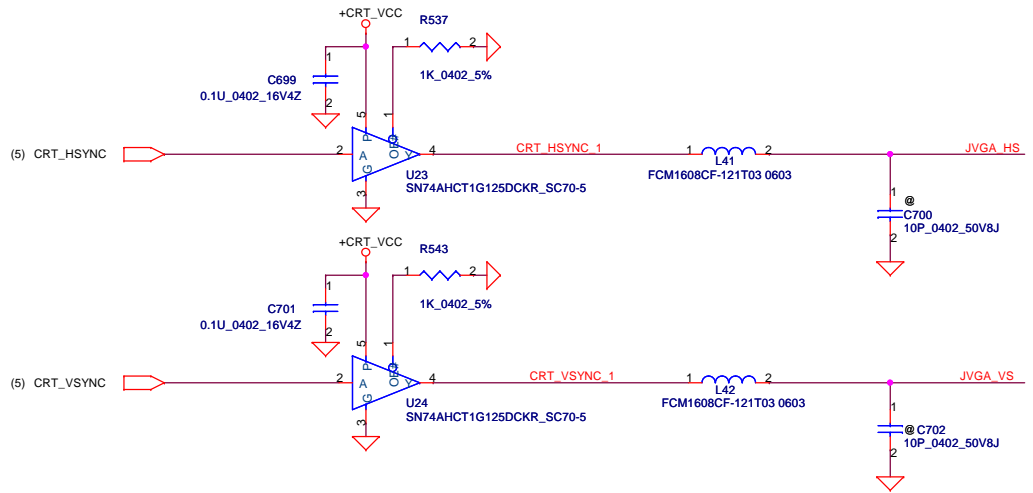 +CRT_VCC
R537
1
2
1K_0402_5%
1
C699
0.1U_0402_16V4Z
2
5
1
P
OE#
(5) CRT_HSYNC
2
A
Y
4
G
3
U23
SN74AHCT1G125DCKR_SC70-5
CRT_HSYNC_1
1
2
L41
FCM1608CF-121T03 0603
JVGA_HS
1
@
C700
10P_0402_50V8J
2
+CRT_VCC
R543
1
2
1K_0402_5%
1
C701
0.1U_0402_16V4Z
2
5
1
P
OE#
(5) CRT_VSYNC
2
A
Y
4
G
3
U24
SN74AHCT1G125DCKR_SC70-5
CRT_VSYNC_1
1
2
L42
FCM1608CF-121T03 0603
JVGA_VS
1
@ C702
10P_0402_50V8J
2